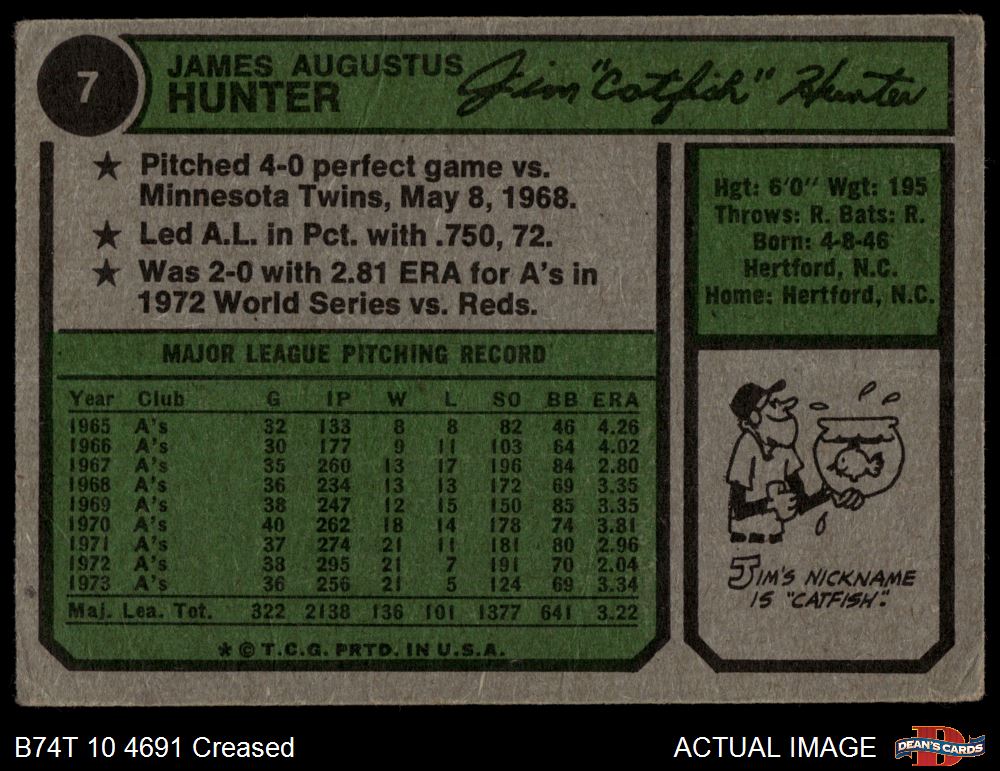 7
JAMES AUGUSTUS
HUNTER
Jim "Catfish" Hunter
★ Pitched 4-0 perfect game vs.
Minnesota Twins, May 8, 1968.
★ Led A.L. in Pct. with .750, 72.
★ Was 2-0 with 2.81 ERA for A's in
1972 World Series vs. Reds.
Hgt: 6'0" Wgt: 195
Throws: R. Bats: R.
Born: 4-8-46
Hertford, N.C.
Home: Hertford, N.C.
MAJOR LEAGUE PITCHING RECORD
Year Club G IP W L SO BB ERA
1965 A's 32 133 8 8 82 46 4.26
1966 A's 30 177 9 11 103 64 4.02
1967 A's 35 260 13 17 196 84 2.80
1968 A's 36 234 13 13 172 69 3.35
1969 A's 38 247 12 15 150 85 3.35
1970 A's 40 262 18 14 178 74 3.81
1971 A's 37 274 21 11 181 80 2.96
1972 A's 38 295 21 7 191 70 2.04
1973 A's 36 256 21 5 124 69 3.34
Maj. Lea. Tot. 322 2138 136 101 1377 641 3.22
* © T.C.G. PRTD. IN U.S.A.
JIM'S NICKNAME
IS "CATFISH".
B74T 10 4691 Creased
ACTUAL IMAGE
DEAN'S CARDS